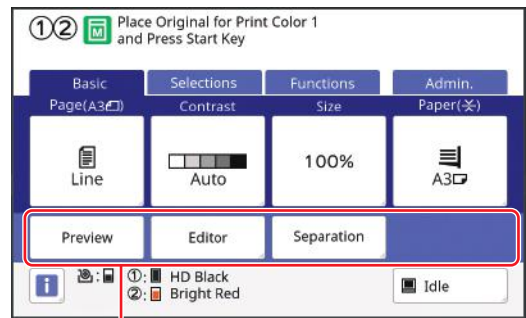 ①② M Place Original for Print Color 1
and Press Start Key
Basic Selections Functions Admin.
Page(A3) Contrast Size Paper(✳)
Line Auto 100% A3
Preview Editor Separation
i ①: HD Black
②: Bright Red
Idle